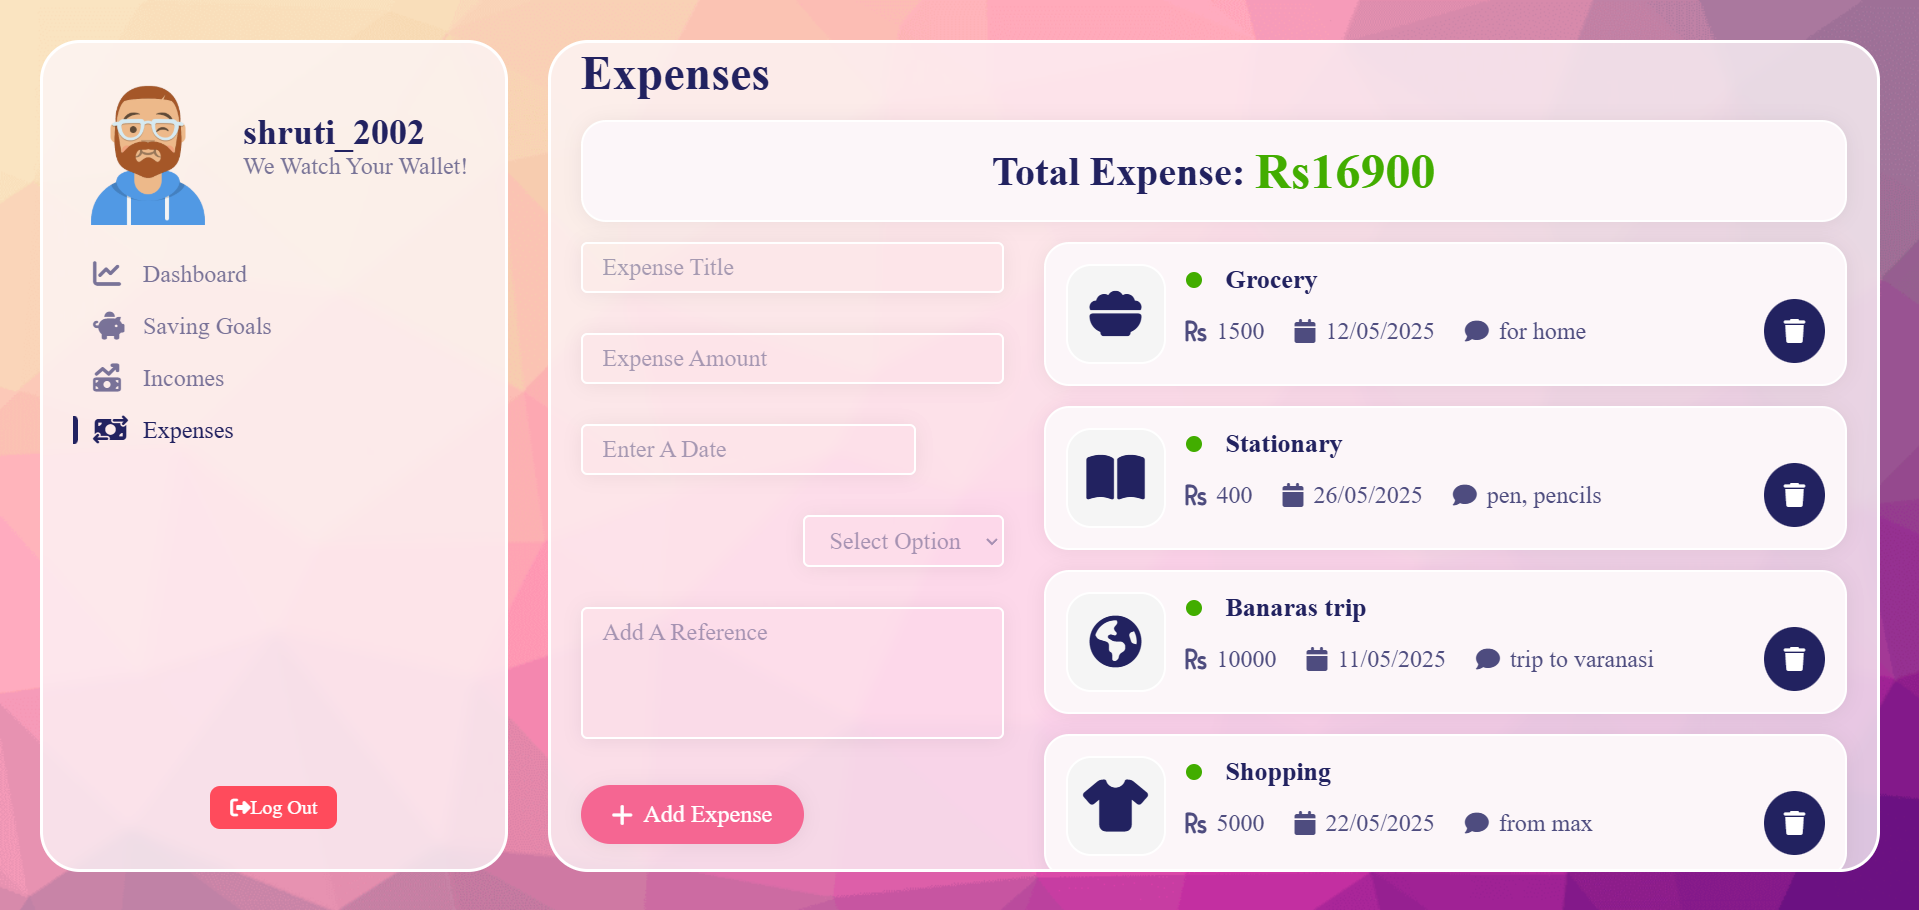 shruti_2002
We Watch Your Wallet!
Dashboard
Saving Goals
Incomes
Expenses
Log Out
Expenses
Total Expense: Rs16900
Expense Title
Expense Amount
Enter A Date
Select Option
Add A Reference
Add Expense
Grocery
Rs 1500 12/05/2025 for home
Stationary
Rs 400 26/05/2025 pen, pencils
Banaras trip
Rs 10000 11/05/2025 trip to varanasi
Shopping
Rs 5000 22/05/2025 from max